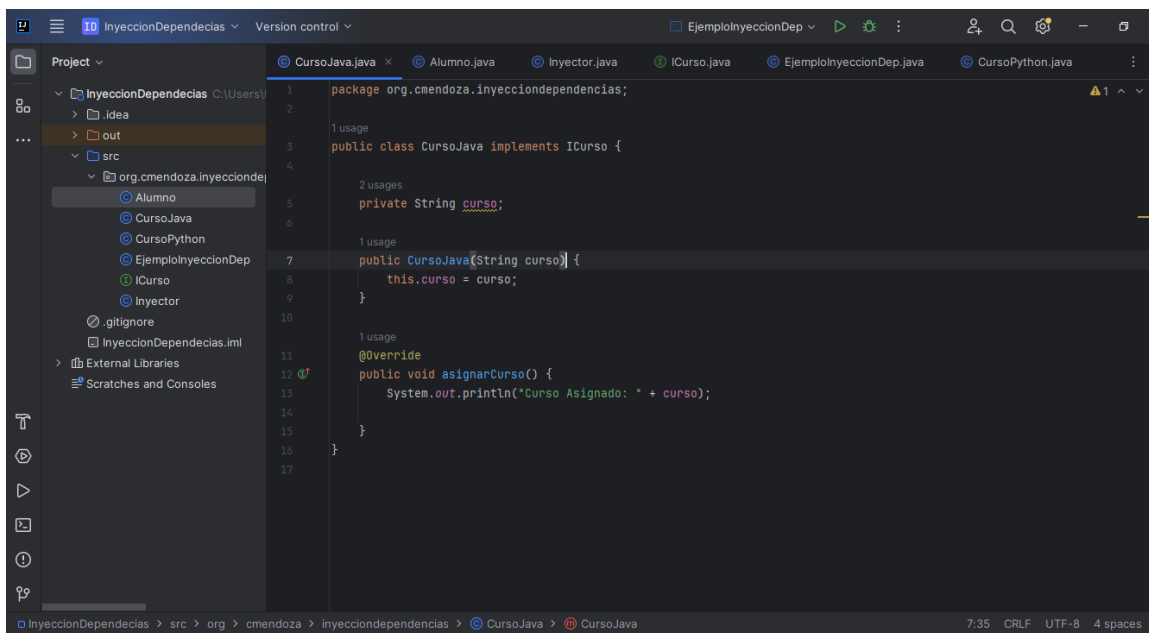 IJ
ID InyeccionDependecias Version control EjemploInyeccionDep
Project
CursoJava.java Alumno.java Inyector.java ICurso.java EjemploInyeccionDep.java CursoPython.java
InyeccionDependecias C:\Users\
.idea
out
src
org.cmendoza.inyecciondep
Alumno
CursoJava
CursoPython
EjemploInyeccionDep
ICurso
Inyector
.gitignore
InyeccionDependecias.iml
External Libraries
Scratches and Consoles
1 package org.cmendoza.inyecciondependencias;
2
1 usage
3 public class CursoJava implements ICurso {
4
2 usages
5 private String curso;
6
1 usage
7 public CursoJava(String curso) {
8 this.curso = curso;
9 }
10
1 usage
11 @Override
12 public void asignarCurso() {
13 System.out.println("Curso Asignado: " + curso);
14
15 }
16 }
17
1
InyeccionDependecias > src > org > cmendoza > inyecciondependencias > CursoJava > CursoJava
7:35 CRLF UTF-8 4 spaces